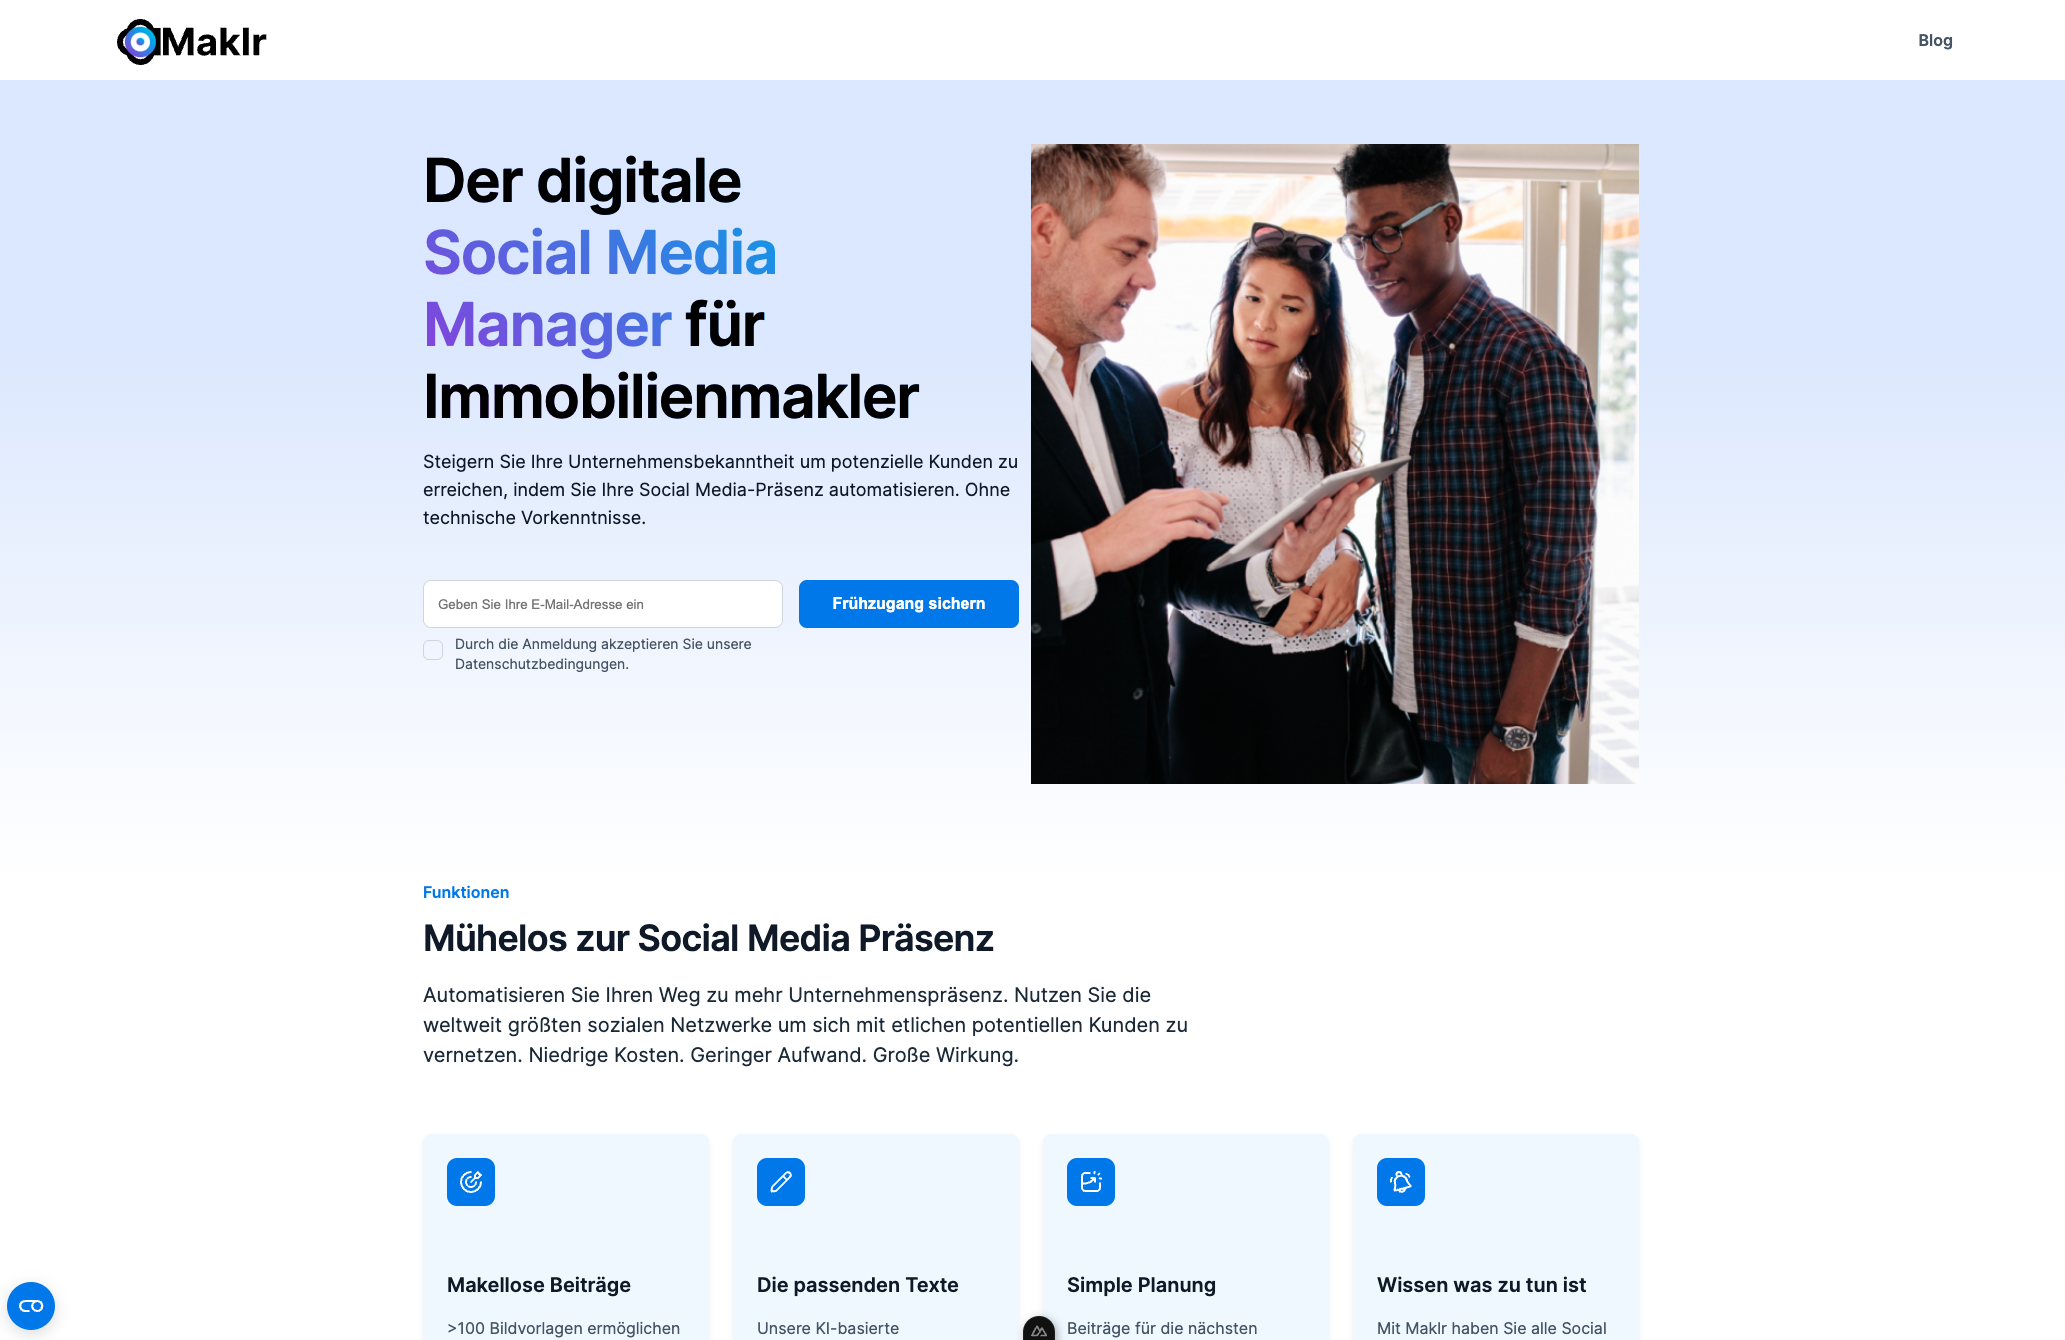 Maklr
Blog
Der digitale
Social Media
Manager für
Immobilienmakler
Steigern Sie Ihre Unternehmensbekanntheit um potenzielle Kunden zu
erreichen, indem Sie Ihre Social Media-Präsenz automatisieren. Ohne
technische Vorkenntnisse.
Geben Sie Ihre E-Mail-Adresse ein
Frühzugang sichern
Durch die Anmeldung akzeptieren Sie unsere
Datenschutzbedingungen.
Funktionen
Mühelos zur Social Media Präsenz
Automatisieren Sie Ihren Weg zu mehr Unternehmenspräsenz. Nutzen Sie die
weltweit größten sozialen Netzwerke um sich mit etlichen potentiellen Kunden zu
vernetzen. Niedrige Kosten. Geringer Aufwand. Große Wirkung.
Makellose Beiträge
>100 Bildvorlagen ermöglichen
Die passenden Texte
Unsere KI-basierte
Simple Planung
Beiträge für die nächsten
Wissen was zu tun ist
Mit Maklr haben Sie alle Social